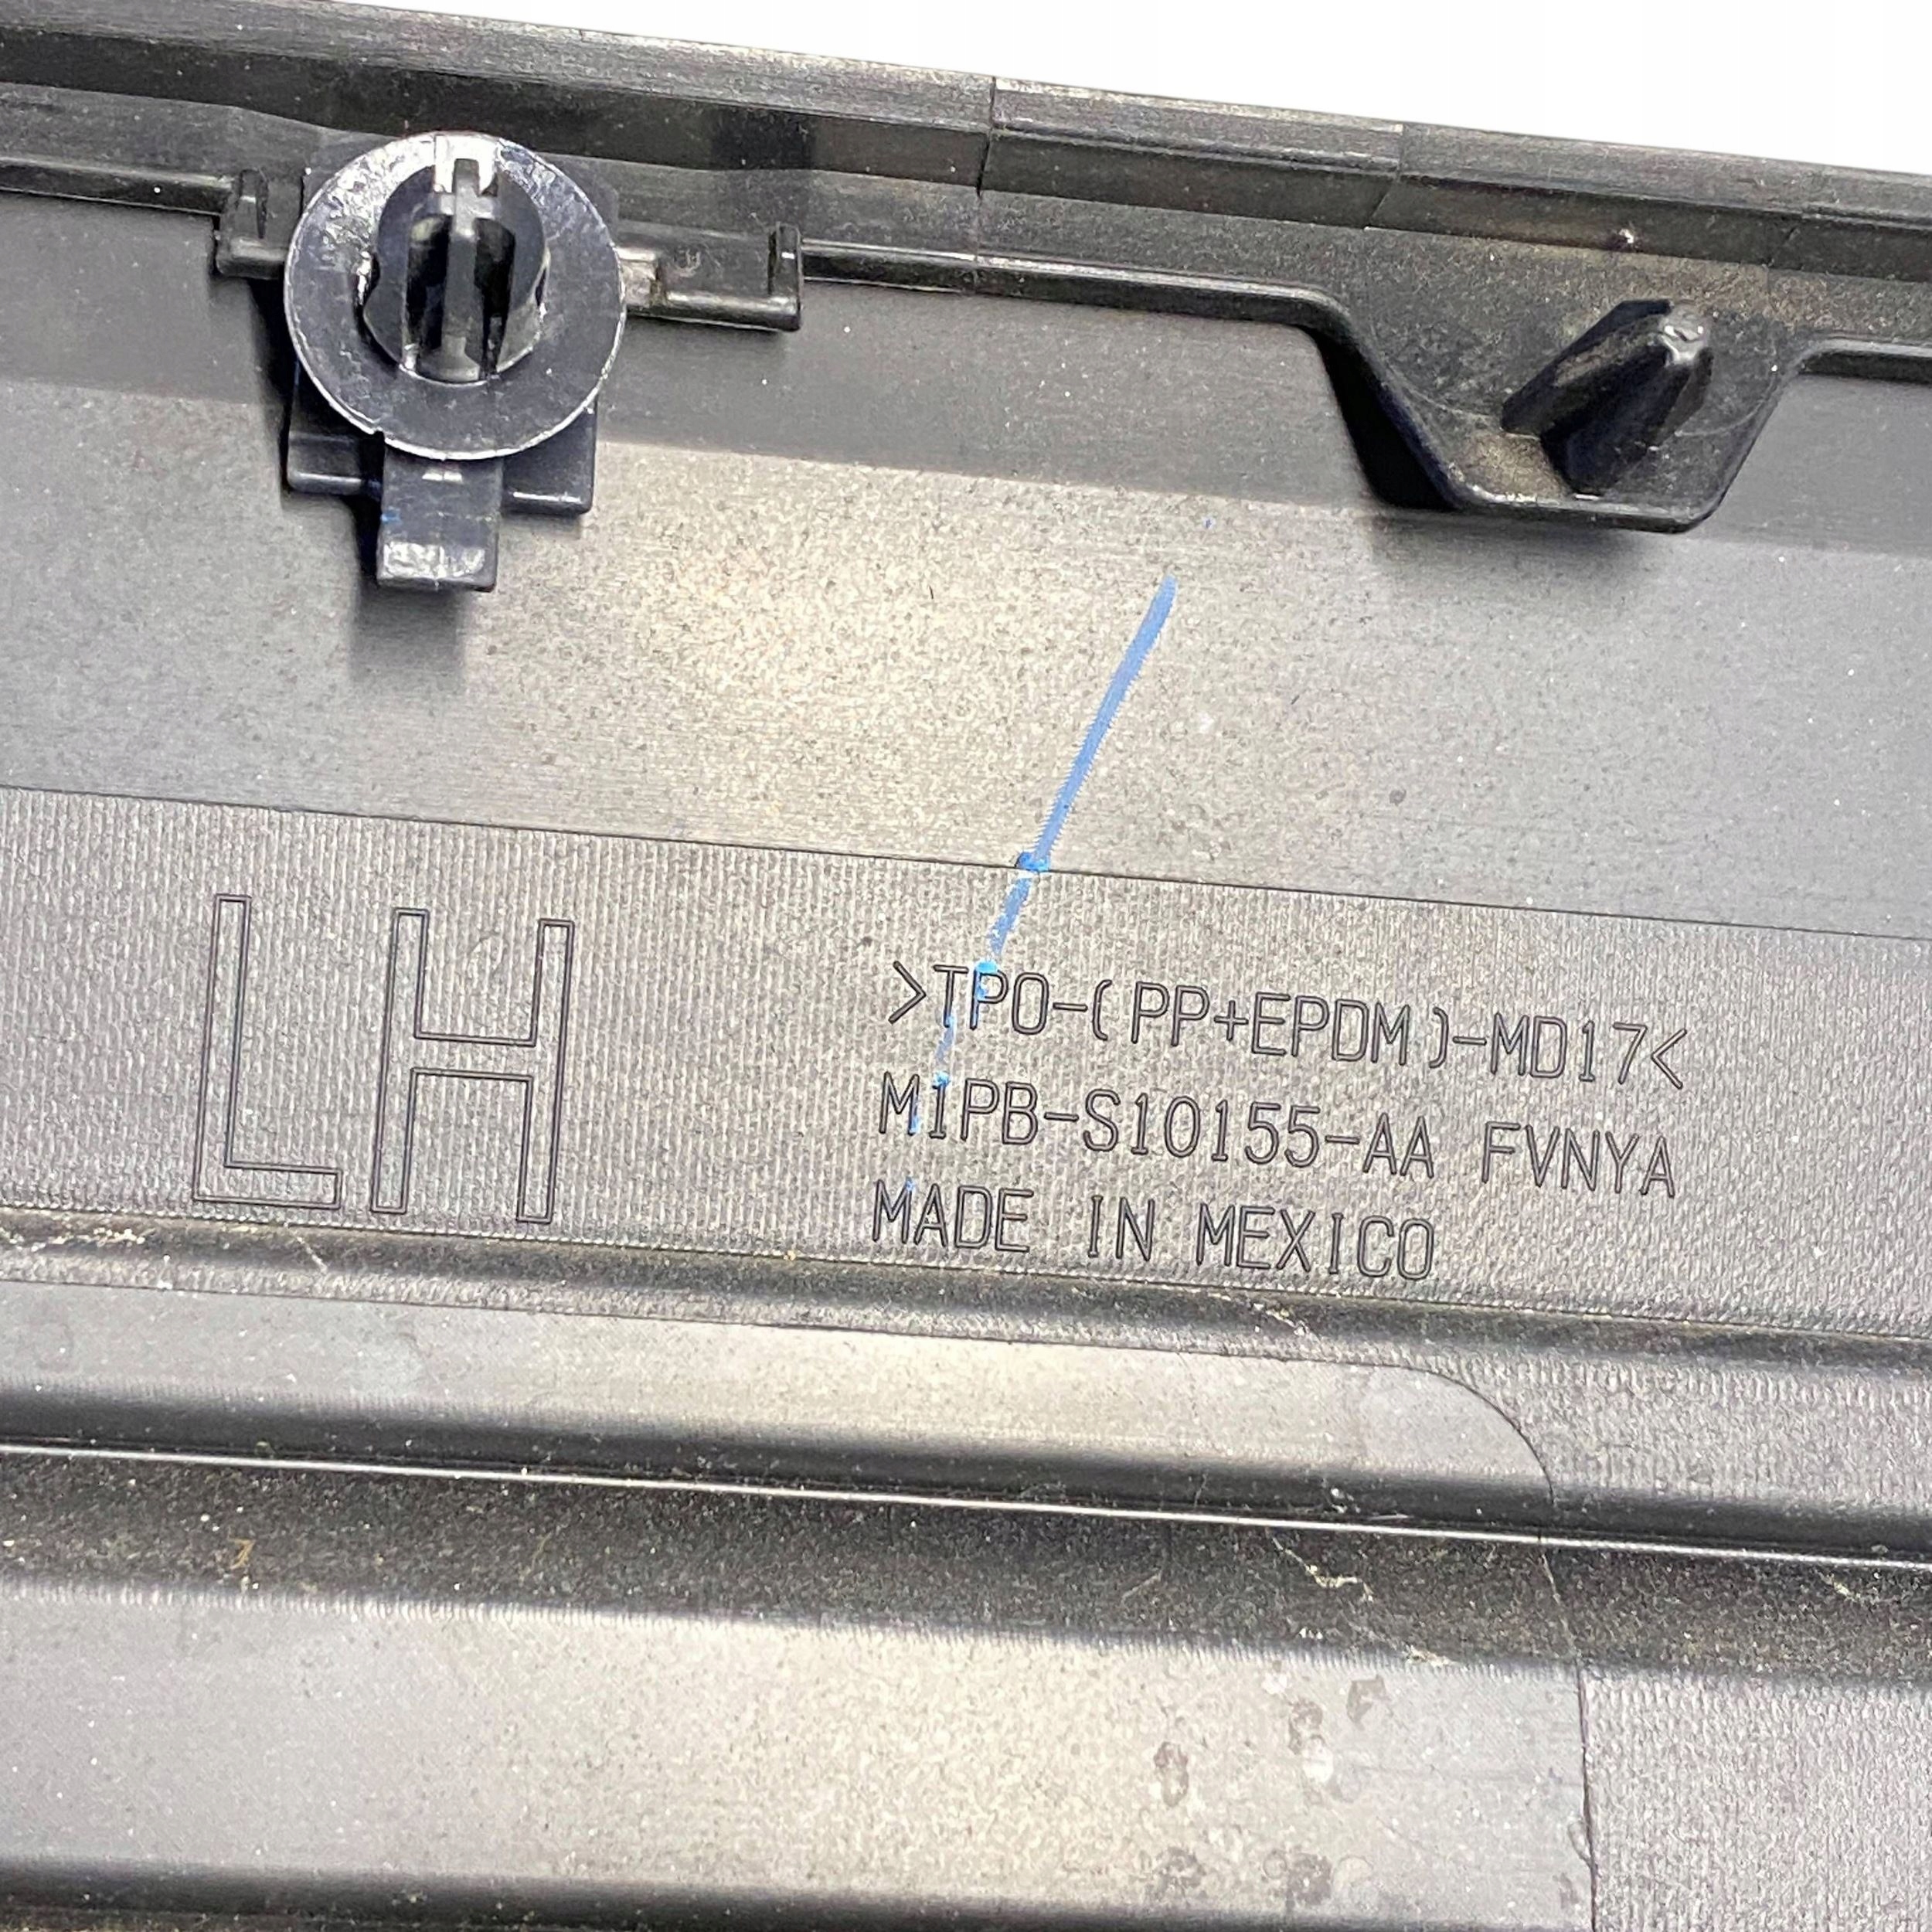 LH
>TPO-(PP+EPDM)-MD17<
M1PB-S10155-AA FVNYA
MADE IN MEXICO